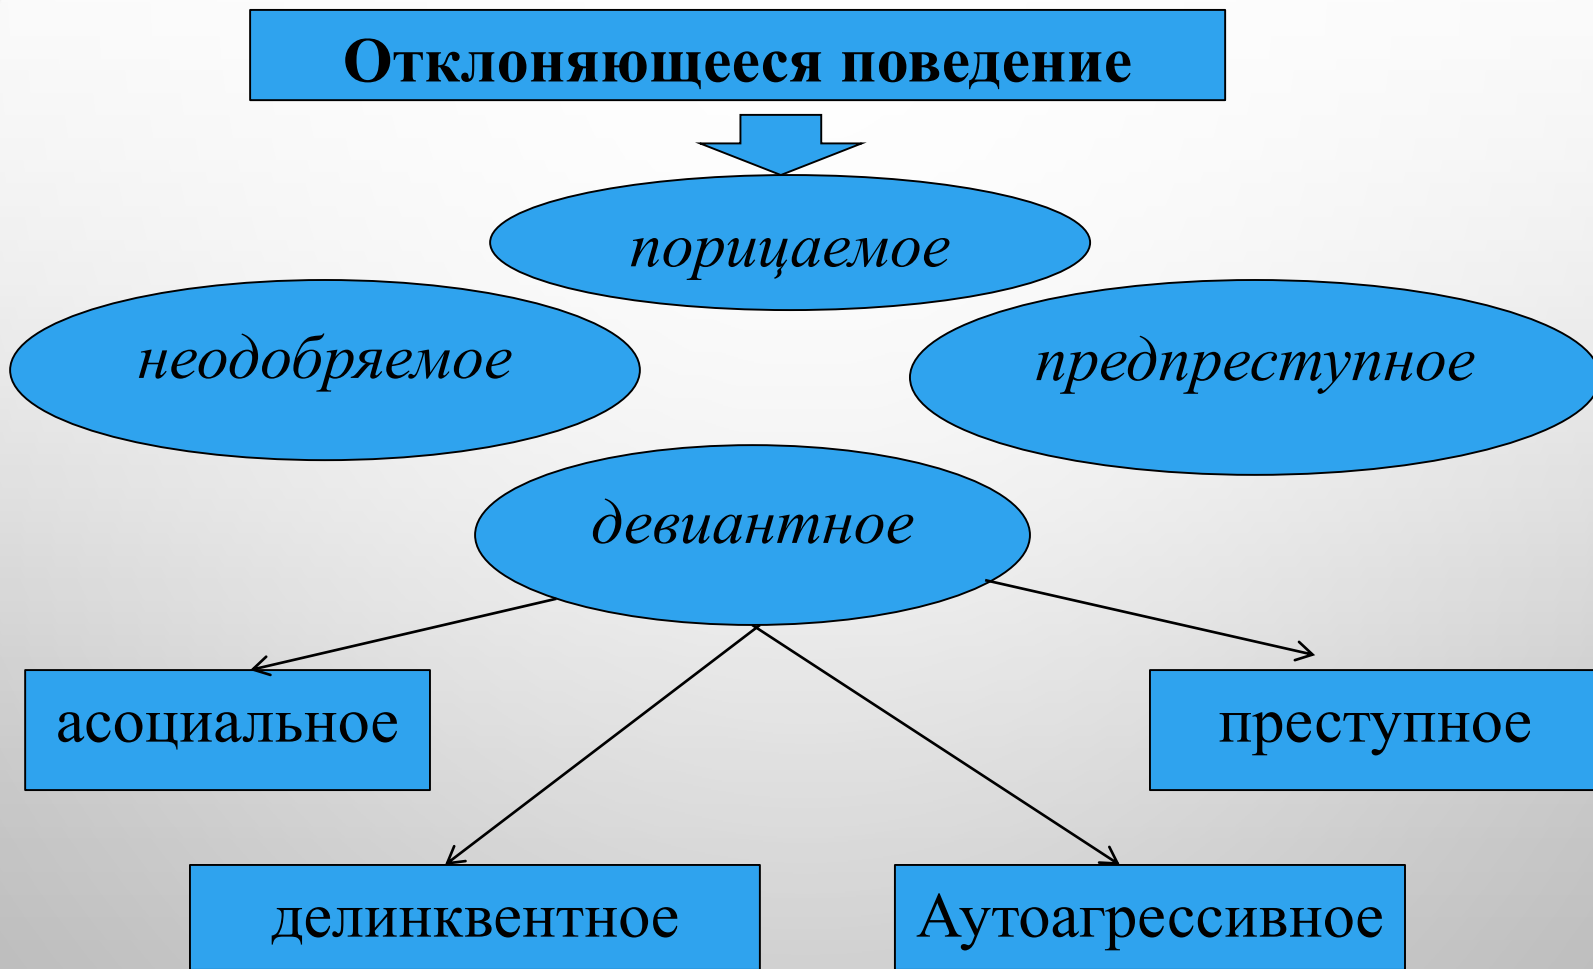 Отклоняющееся поведение
порицаемое
неодобряемое
предпреступное
девиантное
асоциальное
преступное
делинквентное
Аутоагрессивное